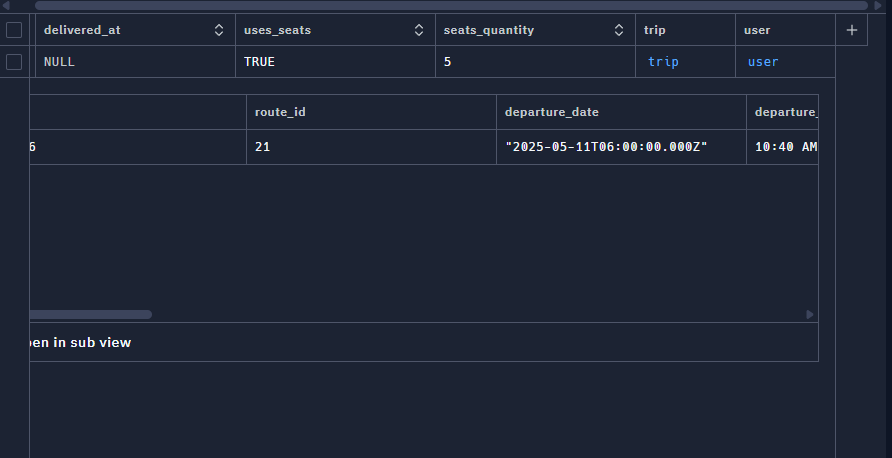 delivered_at uses_seats seats_quantity trip user +
NULL TRUE 5 trip user
route_id departure_date departure_
6 21 "2025-05-11T06:00:00.000Z" 10:40 AM
pen in sub view